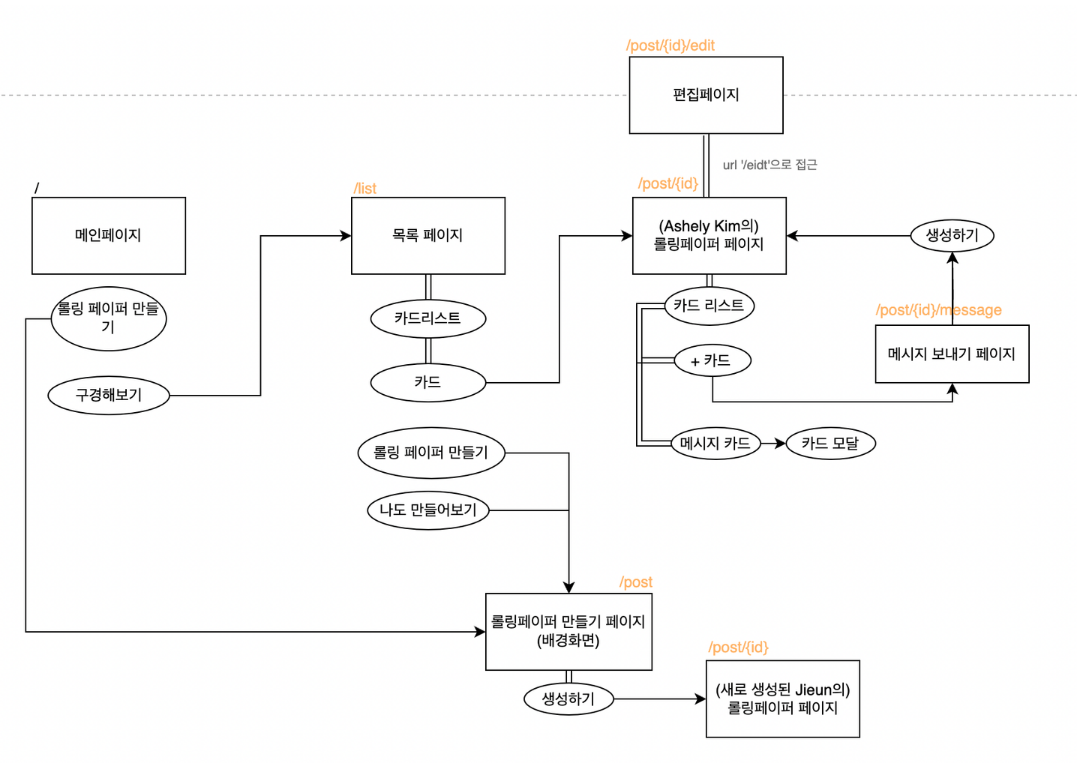 /post/{id}/edit
편집페이지
url '/eidt'으로 접근
/
메인페이지
롤링 페이퍼 만들
기
구경해보기
/list
목록 페이지
카드리스트
카드
롤링 페이퍼 만들기
나도 만들어보기
/post/{id}
(Ashely Kim의)
롤링페이퍼 페이지
카드 리스트
+ 카드
메시지 카드
카드 모달
생성하기
/post/{id}/message
메시지 보내기 페이지
/post
롤링페이퍼 만들기 페이지
(배경화면)
생성하기
/post/{id}
(새로 생성된 Jieun의)
롤링페이퍼 페이지